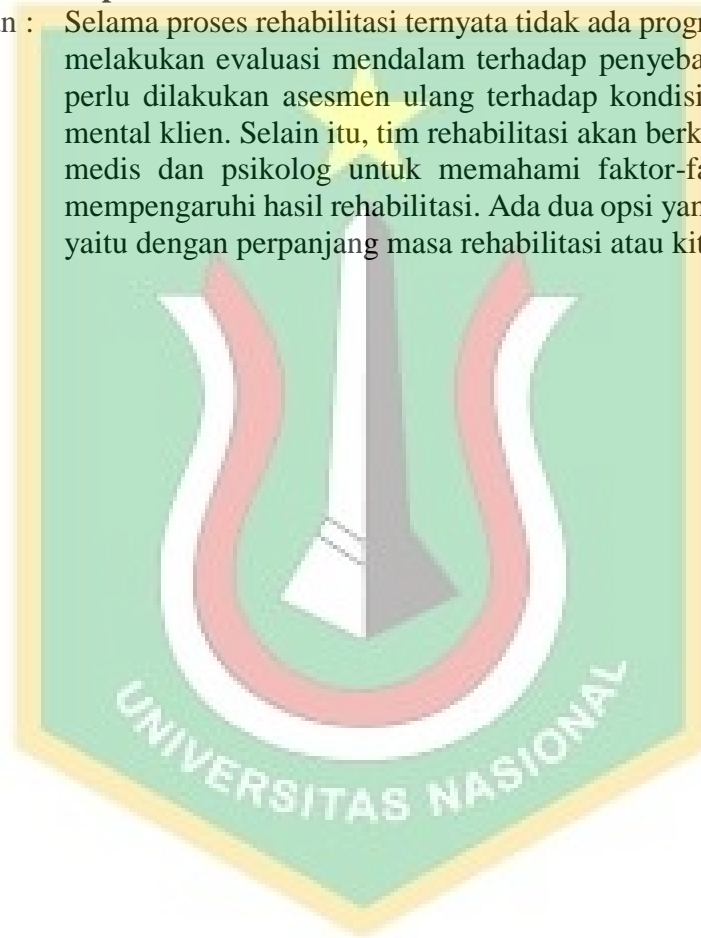 n : Selama proses rehabilitasi ternyata tidak ada progr
melakukan evaluasi mendalam terhadap penyeba
perlu dilakukan asesmen ulang terhadap kondisi
mental klien. Selain itu, tim rehabilitasi akan berk
medis dan psikolog untuk memahami faktor-fa
mempengaruhi hasil rehabilitasi. Ada dua opsi yan
yaitu dengan perpanjang masa rehabilitasi atau kit
UNIVERSITAS NASIONAL